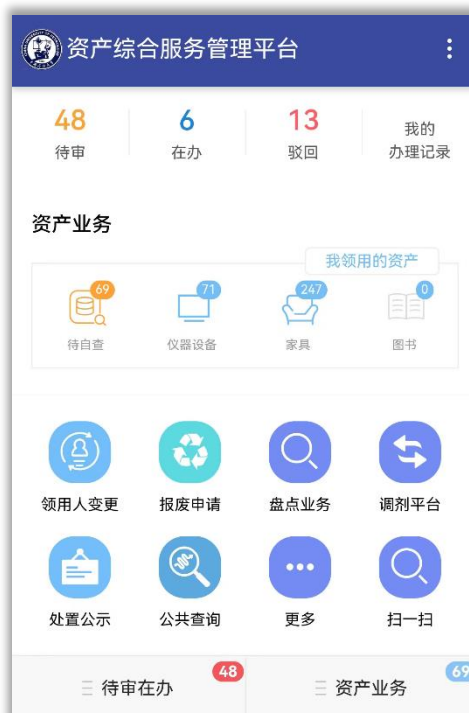 资产综合服务管理平台
48 6 13 我的
待审 在办 驳回 办理记录
资产业务
我领用的资产
69 71 247 0
待自查 仪器设备 家具 图书
领用人变更 报废申请 盘点业务 调剂平台
处置公示 公共查询 更多 扫一扫
待审在办 48 资产业务 69